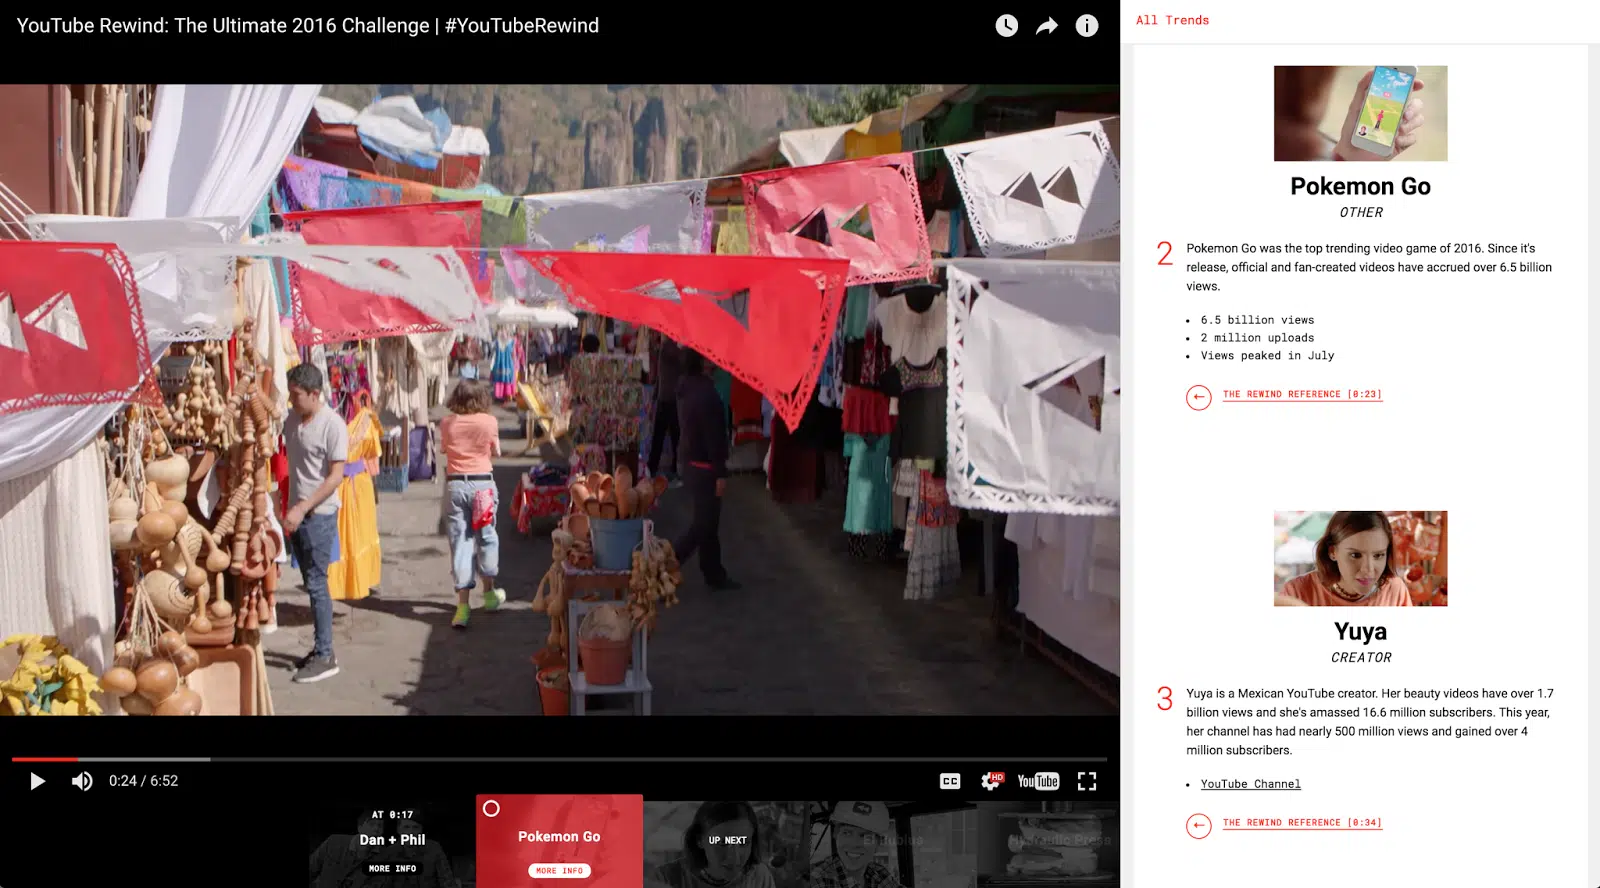 YouTube Rewind: The Ultimate 2016 Challenge | #YouTubeRewind
0:24 / 6:52
CC
HD
YouTube
AT 0:17
Dan + Phil
MORE INFO
Pokemon Go
MORE INFO
UP NEXT
Hydraulic Press
All Trends
Pokemon Go
OTHER
2
Pokemon Go was the top trending video game of 2016. Since it's
release, official and fan-created videos have accrued over 6.5 billion
views.
• 6.5 billion views
• 2 million uploads
• Views peaked in July
THE REWIND REFERENCE [0:23]
Yuya
CREATOR
3
Yuya is a Mexican YouTube creator. Her beauty videos have over 1.7
billion views and she's amassed 16.6 million subscribers. This year,
her channel has had nearly 500 million views and gained over 4
million subscribers.
• YouTube Channel
THE REWIND REFERENCE [0:34]